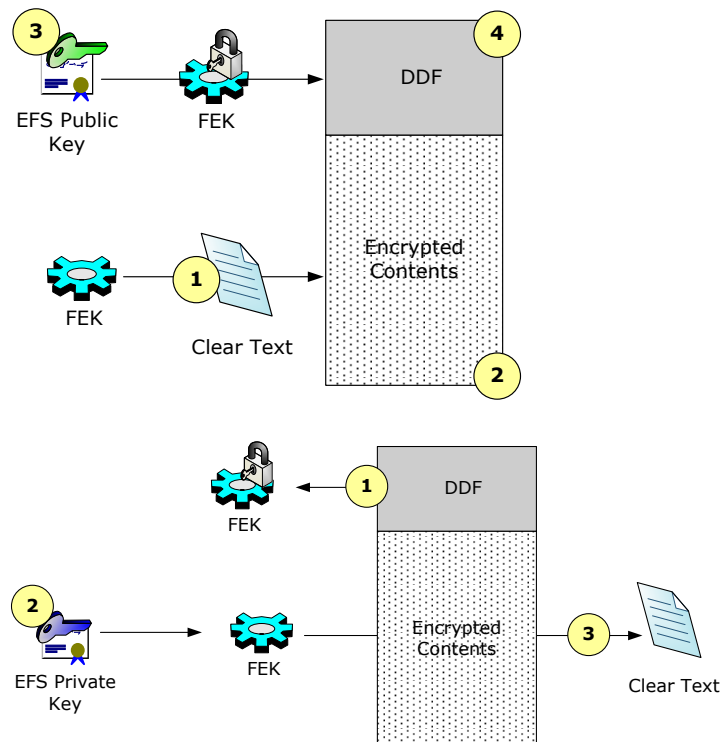 3
4
DDF
EFS Public
Key
FEK
Encrypted
Contents
1
FEK
Clear Text
2
1
DDF
FEK
2
Encrypted
Contents
3
FEK
EFS Private
Key
Clear Text